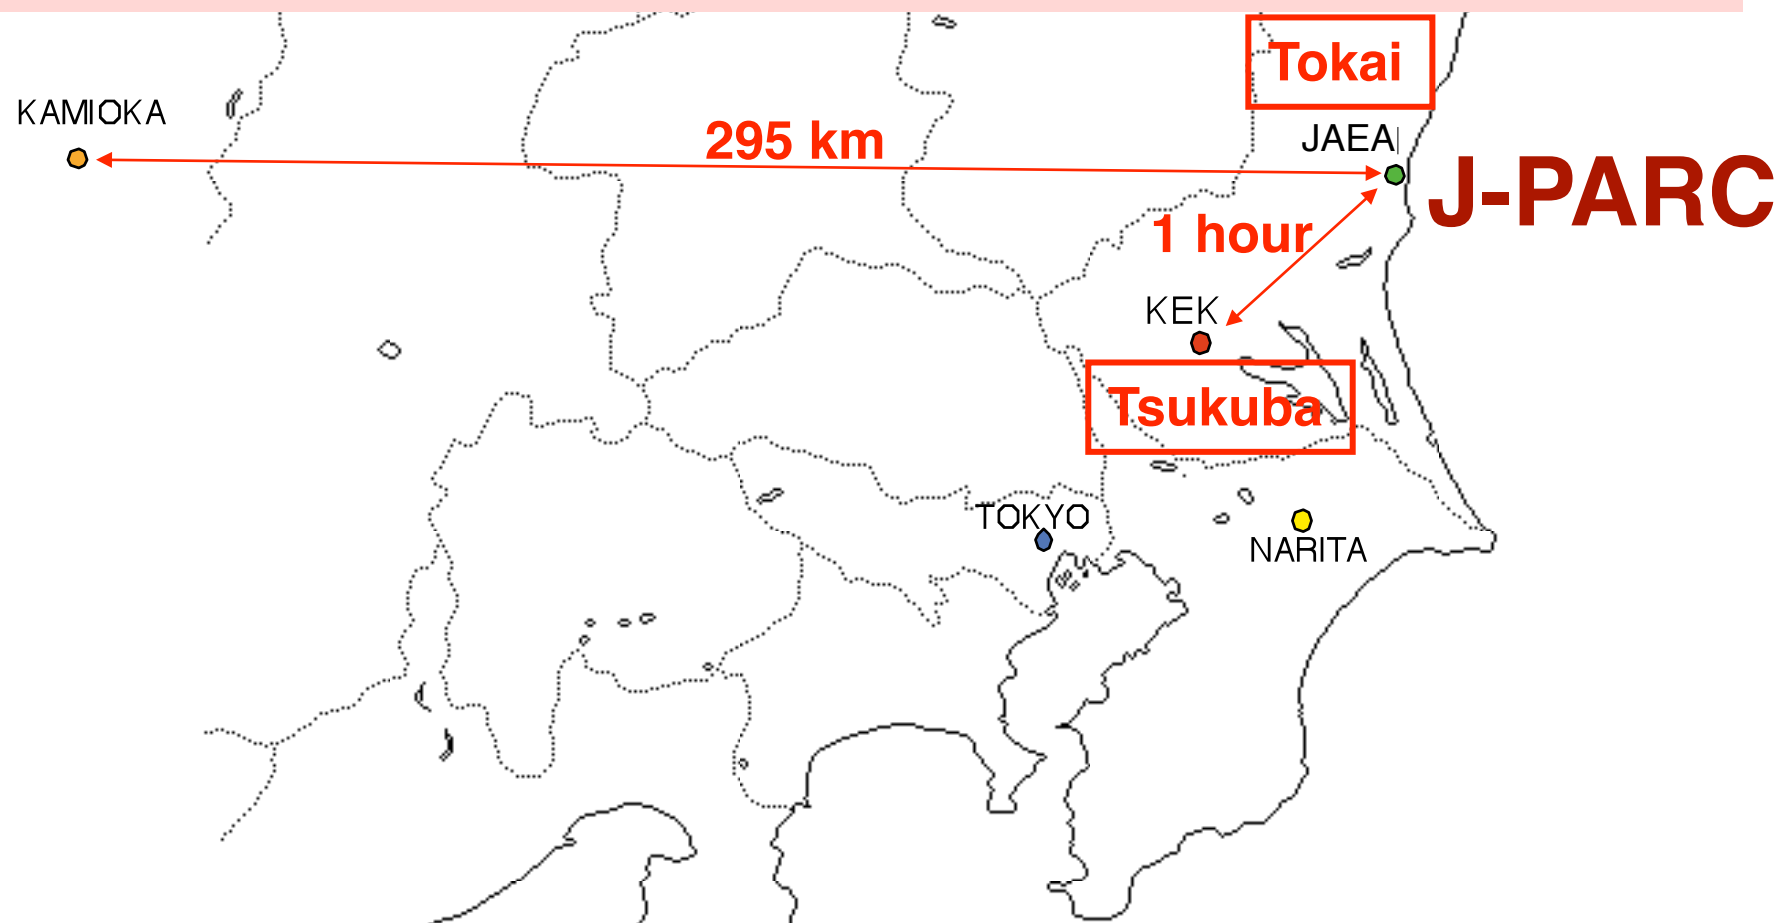 Tokai
KAMIOKA
295 km
JAEA
J-PARC
1 hour
KEK
Tsukuba
TOKYO
NARITA